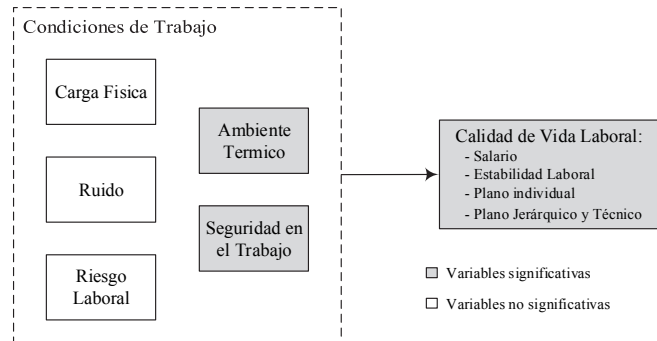 Condiciones de Trabajo
Carga Fisica
Ruido
Riesgo
Laboral
Ambiente
Termico
Seguridad en
el Trabajo
Calidad de Vida Laboral:
- Salario
- Estabilidad Laboral
- Plano individual
- Plano Jerárquico y Técnico
Variables significativas
Variables no significativas